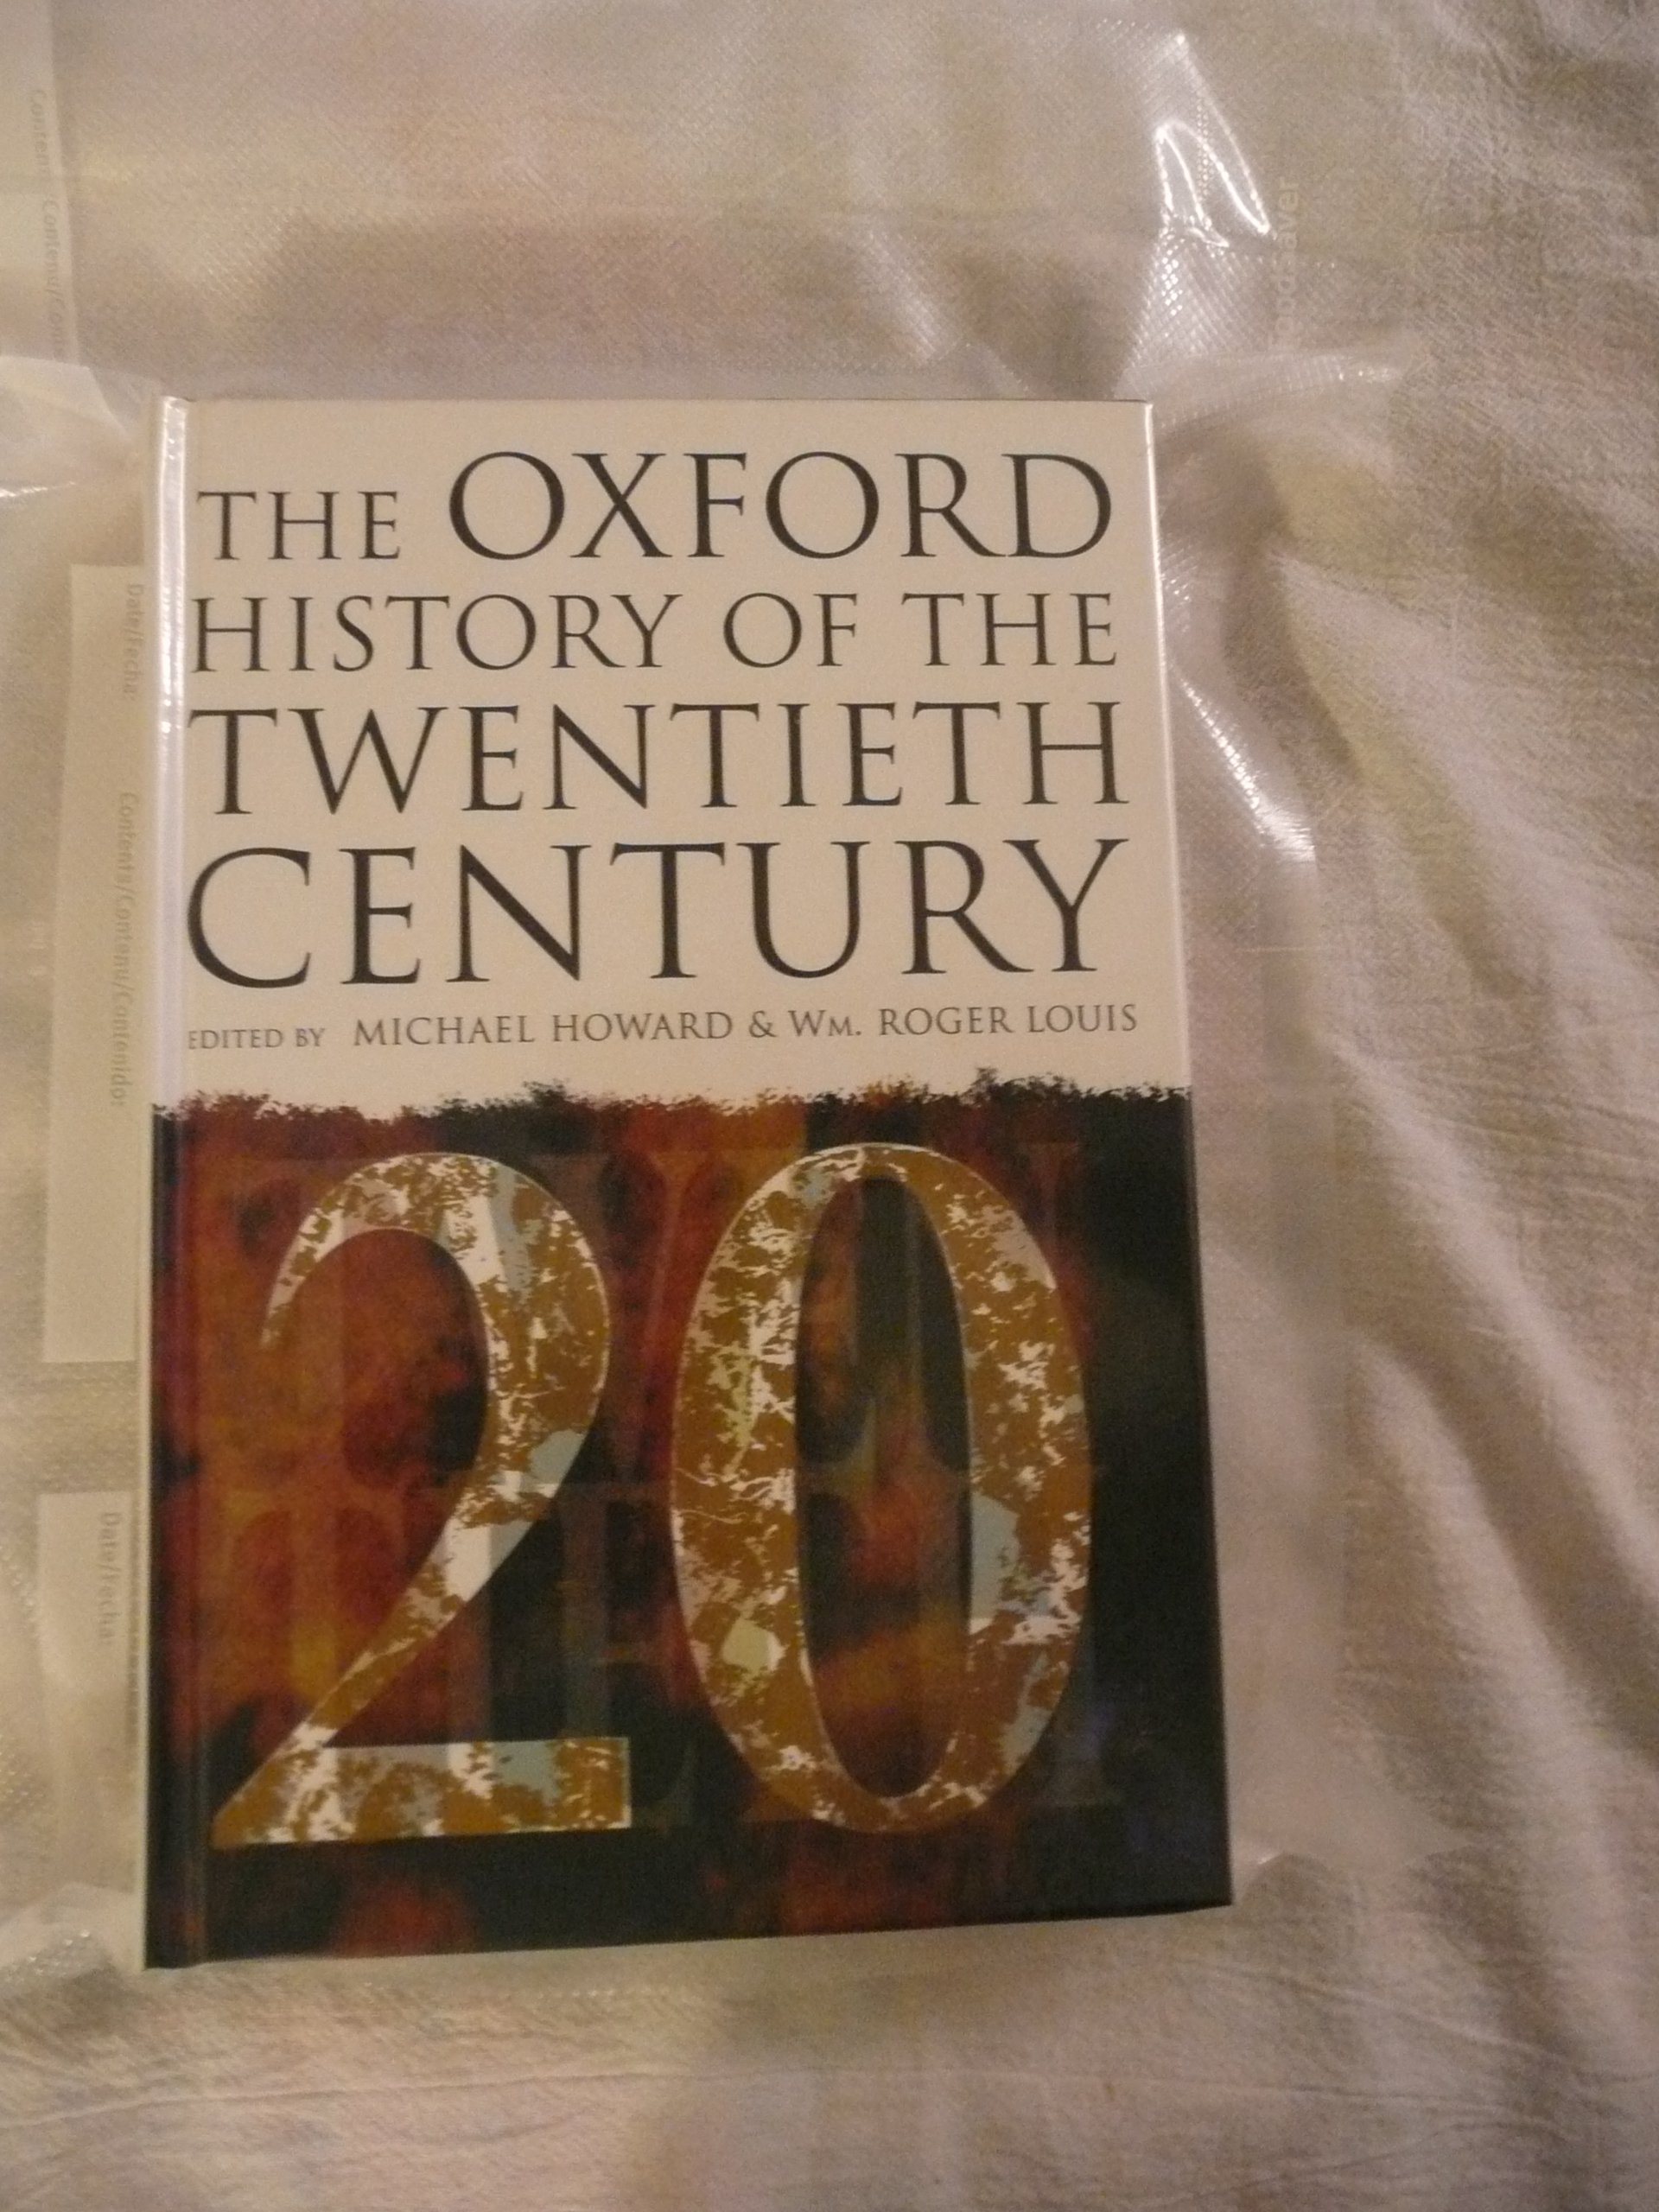 THE OXFORD
HISTORY OF THE
TWENTIETH
CENTURY
EDITED BY MICHAEL HOWARD & WM. ROGER LOUIS
20
Date/Fecha:
Contents/Contenu/Contenido:
Date/Fecha: